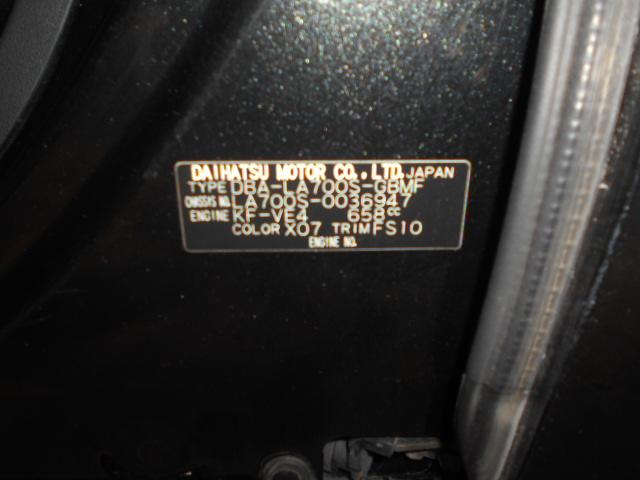 DAIHATSU MOTOR CO., LTD. JAPAN
TYPE DBA-LA700S-GBMF
CHASSIS NO. LA700S-0036947
ENGINE KF-VE4 658cc
COLOR X07 TRIM FS10
ENGINE NO.